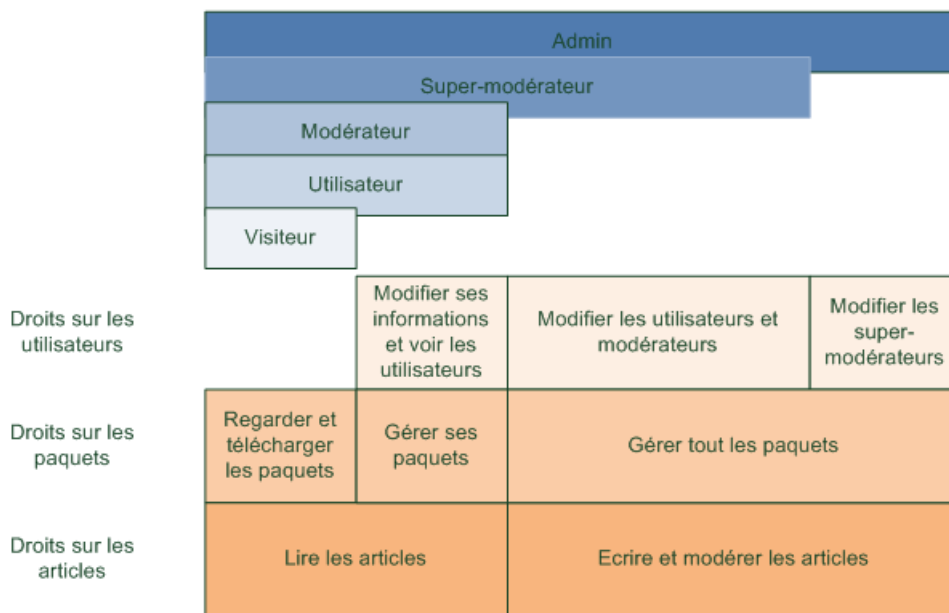 Admin
Super-modérateur
Modérateur
Utilisateur
Visiteur
Droits sur les
utilisateurs
Modifier ses
informations
et voir les
utilisateurs
Modifier les utilisateurs et
modérateurs
Modifier les
super-
modérateurs
Droits sur les
paquets
Regarder et
télécharger
les paquets
Gérer ses
paquets
Gérer tout les paquets
Droits sur les
articles
Lire les articles
Ecrire et modérer les articles